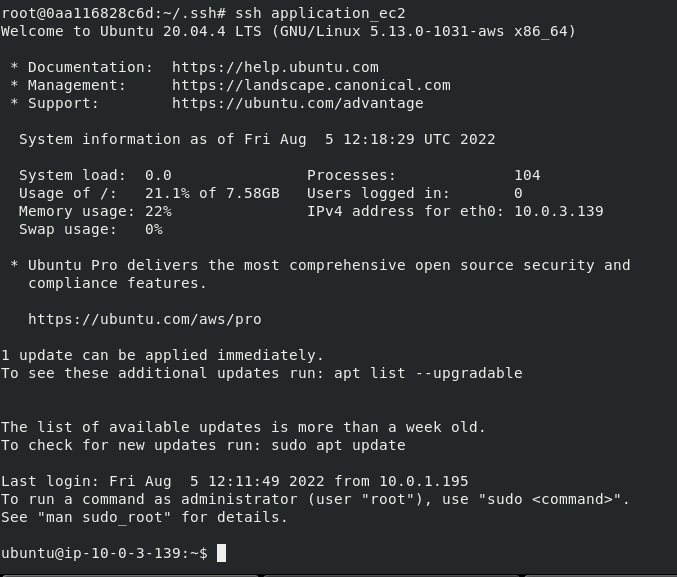 root@0aa116828c6d:~/.ssh# ssh application_ec2
Welcome to Ubuntu 20.04.4 LTS (GNU/Linux 5.13.0-1031-aws x86_64)
* Documentation:  https://help.ubuntu.com
* Management:     https://landscape.canonical.com
* Support:        https://ubuntu.com/advantage
System information as of Fri Aug  5 12:18:29 UTC 2022
System load:  0.0               Processes:             104
Usage of /:   21.1% of 7.58GB   Users logged in:       0
Memory usage: 22%               IPv4 address for eth0: 10.0.3.139
Swap usage:   0%
* Ubuntu Pro delivers the most comprehensive open source security and
compliance features.
https://ubuntu.com/aws/pro
1 update can be applied immediately.
To see these additional updates run: apt list --upgradable
The list of available updates is more than a week old.
To check for new updates run: sudo apt update
Last login: Fri Aug  5 12:11:49 2022 from 10.0.1.195
To run a command as administrator (user "root"), use "sudo <command>".
See "man sudo_root" for details.
ubuntu@ip-10-0-3-139:~$